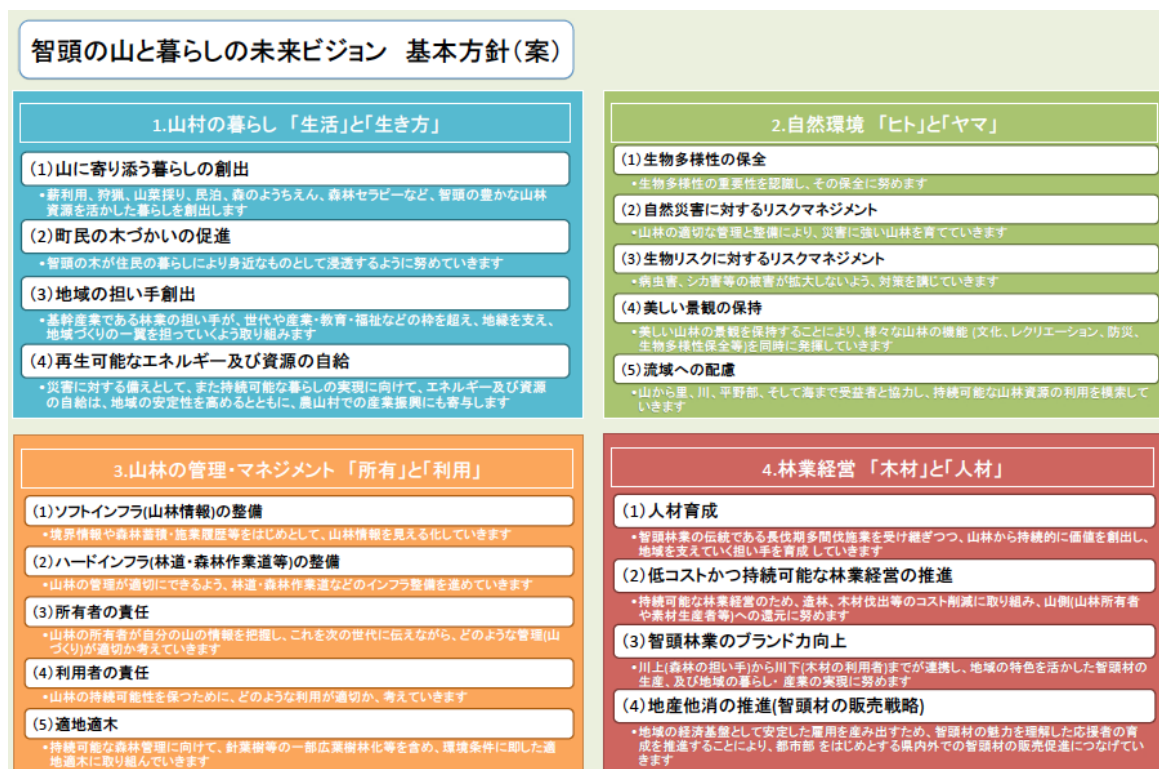 智頭の山と暮らしの未来ビジョン 基本方針(案)
1.山村の暮らし 「生活」と「生き方」
(1)山に寄り添う暮らしの創出
•薪利用、狩猟、山菜採り、民泊、森のようちえん、森林セラピーなど、智頭の豊かな山林
資源を活かした暮らしを創出します
(2)町民の木づかいの促進
•智頭の木が住民の暮らしにより身近なものとして浸透するように努めていきます
(3)地域の担い手創出
•基幹産業である林業の担い手が、世代や産業・教育・福祉などの枠を超え、地縁を支え、
地域づくりの一翼を担っていくよう取り組みます
(4)再生可能なエネルギー及び資源の自給
•災害に対する備えとして、また持続可能な暮らしの実現に向けて、エネルギー及び資源
の自給は、地域の安定性を高めるとともに、農山村での産業振興にも寄与します
2.自然環境 「ヒト」と「ヤマ」
(1)生物多様性の保全
•生物多様性の重要性を認識し、その保全に努めます
(2)自然災害に対するリスクマネジメント
•山林の適切な管理と整備により、災害に強い山林を育てていきます
(3)生物リスクに対するリスクマネジメント
•病虫害、シカ害等の被害が拡大しないよう、対策を講じていきます
(4)美しい景観の保持
•美しい山林の景観を保持することにより、様々な山林の機能 (文化、レクリエーション、防災、
生物多様性保全等)を同時に発揮していきます
(5)流域への配慮
•山から里、川、平野部、そして海まで受益者と協力し、持続可能な山林資源の利用を模索して
いきます
3.山林の管理・マネジメント 「所有」と「利用」
(1)ソフトインフラ(山林情報)の整備
•境界情報や森林蓄積・施業履歴等をはじめとして、山林情報を見える化していきます
(2)ハードインフラ(林道・森林作業道等)の整備
•山林の管理が適切にできるよう、林道・森林作業道などのインフラ整備を進めていきます
(3)所有者の責任
•山林の所有者が自分の山の情報を把握し、これを次の世代に伝えながら、どのような管理(山
づくり)が適切か考えていきます
(4)利用者の責任
•山林の持続可能性を保つために、どのような利用が適切か、考えていきます
(5)適地適木
•持続可能な森林管理に向けて、針葉樹等の一部広葉樹林化等を含め、環境条件に即した適
地適木に取り組んでいきます
4.林業経営 「木材」と「人材」
(1)人材育成
•智頭林業の伝統である長伐期多間伐施業を受け継ぎつつ、山林から持続的に価値を創出し、
地域を支えていく担い手を育成 していきます
(2)低コストかつ持続可能な林業経営の推進
•持続可能な林業経営のため、造林、木材伐出等のコスト削減に取り組み、山側(山林所有者
や素材生産者等)への還元に努めます
(3)智頭林業のブランド力向上
•川上(森林の担い手)から川下(木材の利用者)までが連携し、地域の特色を活かした智頭材の
生産、及び地域の暮らし・ 産業の実現に努めます
(4)地産他消の推進(智頭材の販売戦略)
•地域の経済基盤として安定した雇用を産み出すため、智頭材の魅力を理解した応援者の育
成を推進することにより、都市部 をはじめとする県内外での智頭材の販売促進につなげてい
きます